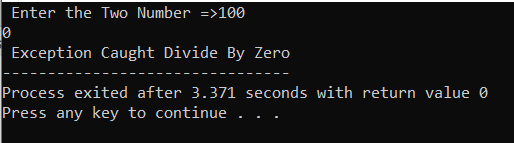 Enter the Two Number =>100
0
Exception Caught Divide By Zero
--------------------------------
Process exited after 3.371 seconds with return value 0
Press any key to continue . . .